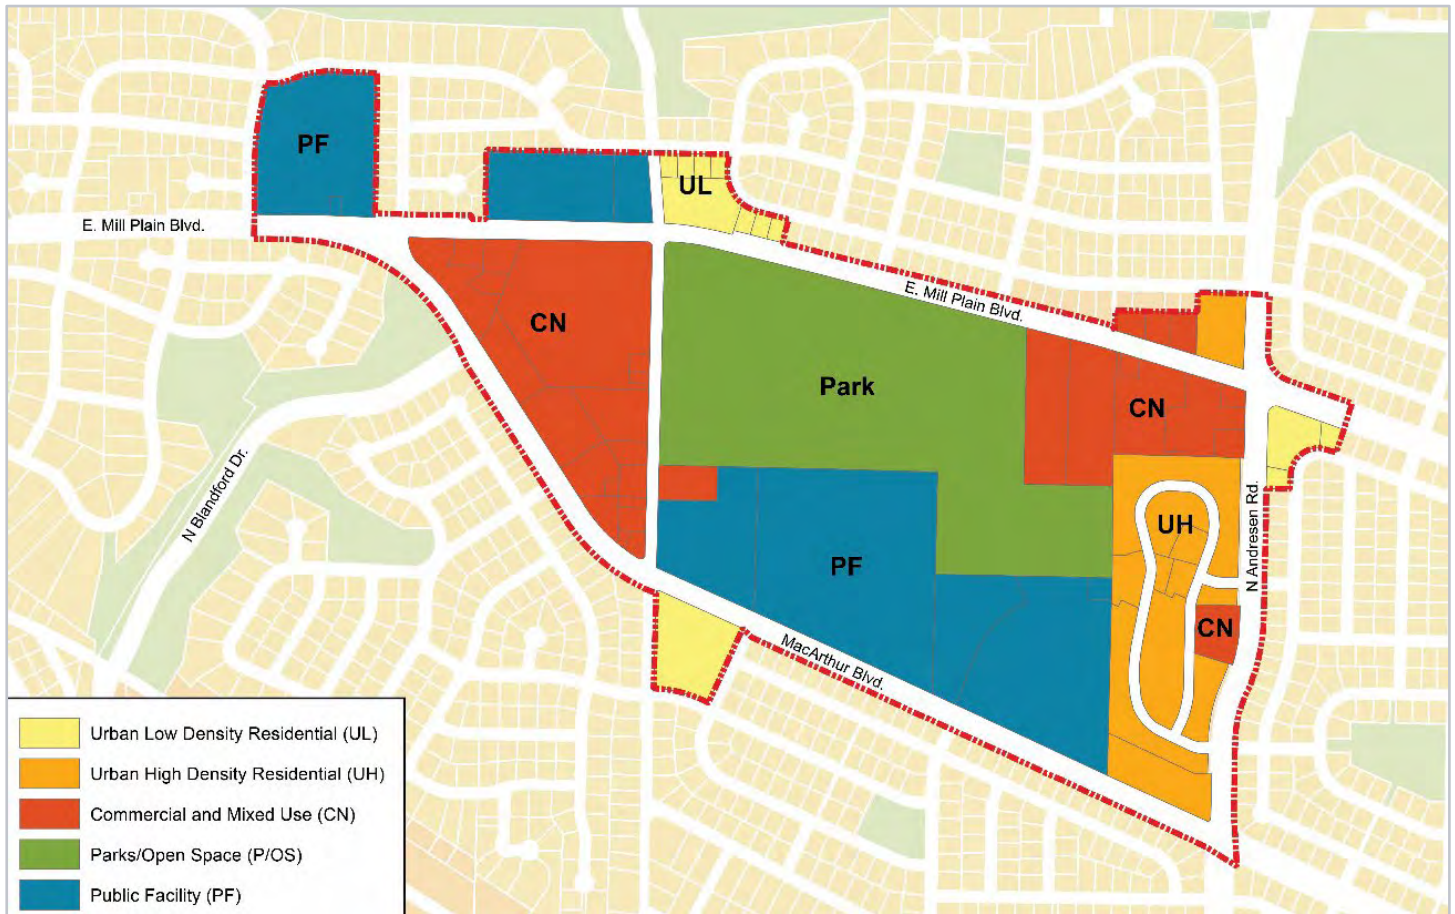 PF
UL
E. Mill Plain Blvd.
E. Mill Plain Blvd.
CN
Park
CN
N Blandford Dr.
UH
N Andresen Rd.
PF
CN
MacArthur Blvd.
Urban Low Density Residential (UL)
Urban High Density Residential (UH)
Commercial and Mixed Use (CN)
Parks/Open Space (P/OS)
Public Facility (PF)